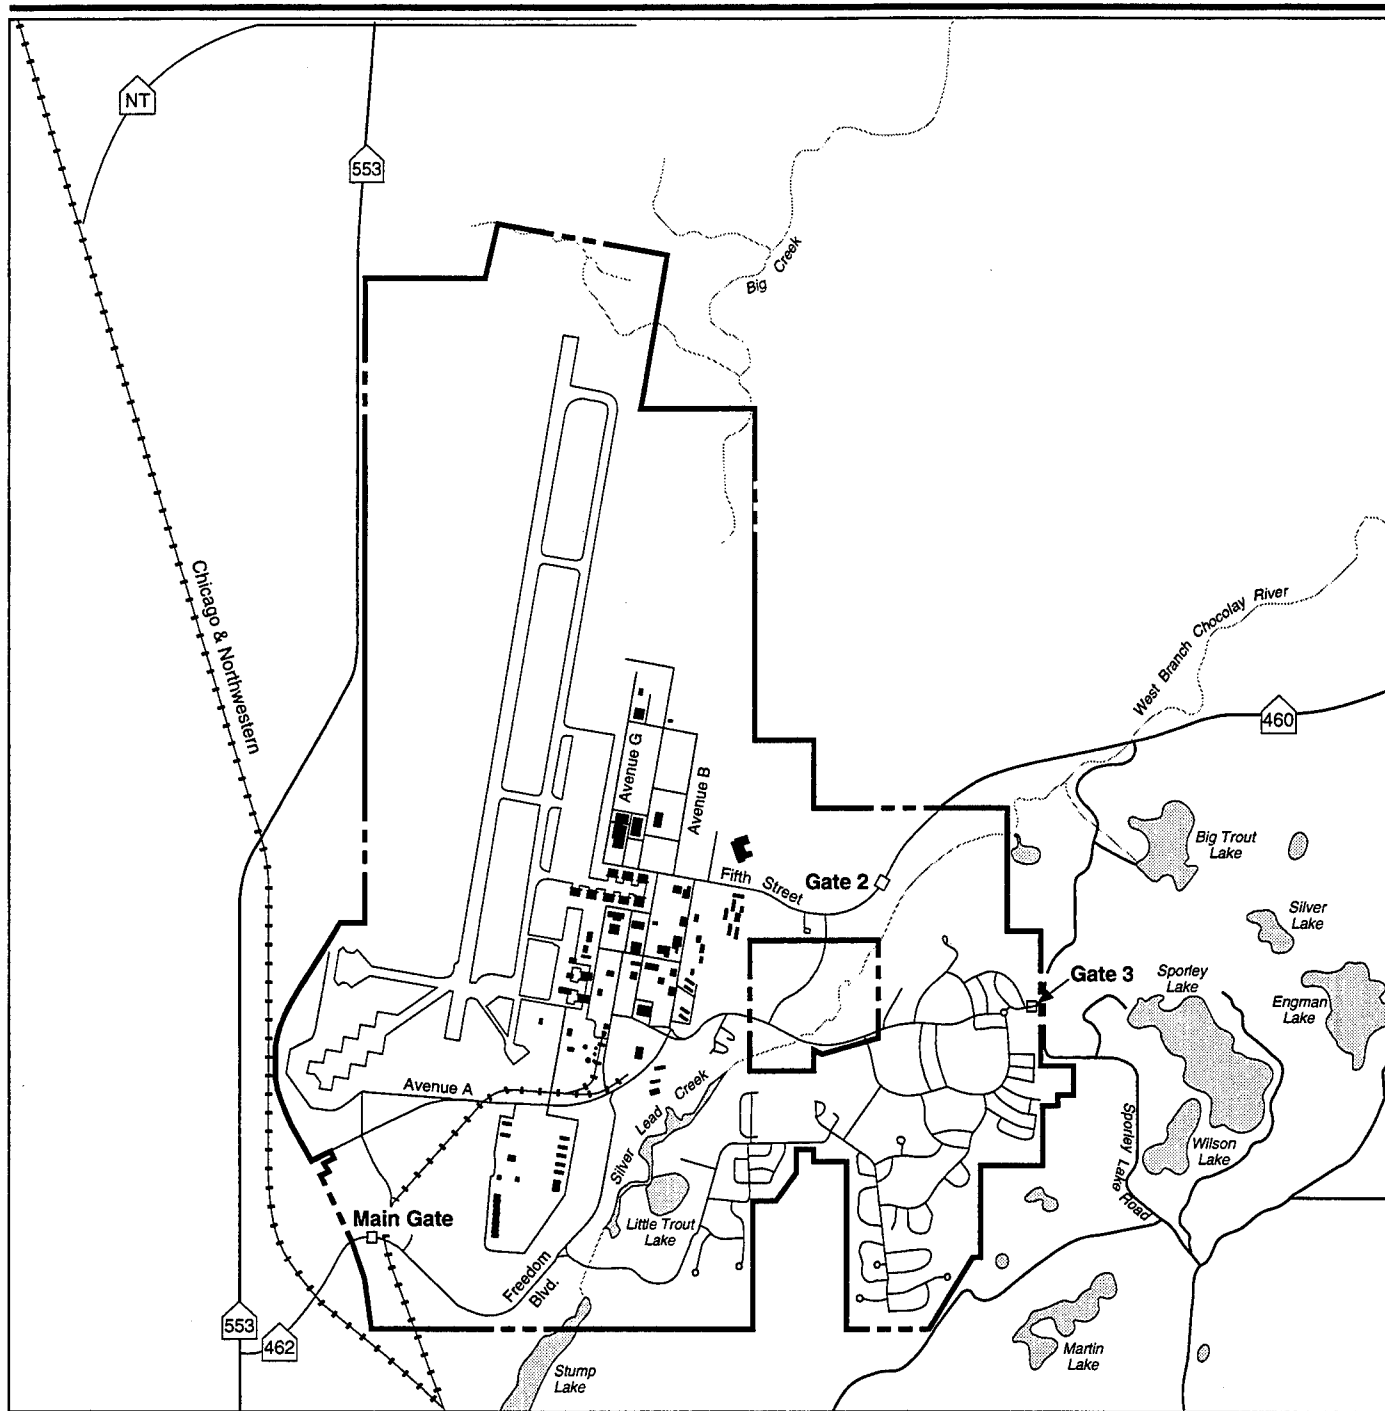 NT
553
Big Creek
Chicago & Northwestern
West Branch Chocolay River
460
Avenue G
Avenue B
Big Trout
Lake
Fifth Street
Gate 2
Silver
Lake
Gate 3
Sporley
Lake
Engman
Lake
Avenue A
Silver Lead Creek
Sporley Lake Road
Wilson
Lake
Main Gate
Little Trout
Lake
Freedom
Blvd.
553
462
Martin
Lake
Stump
Lake